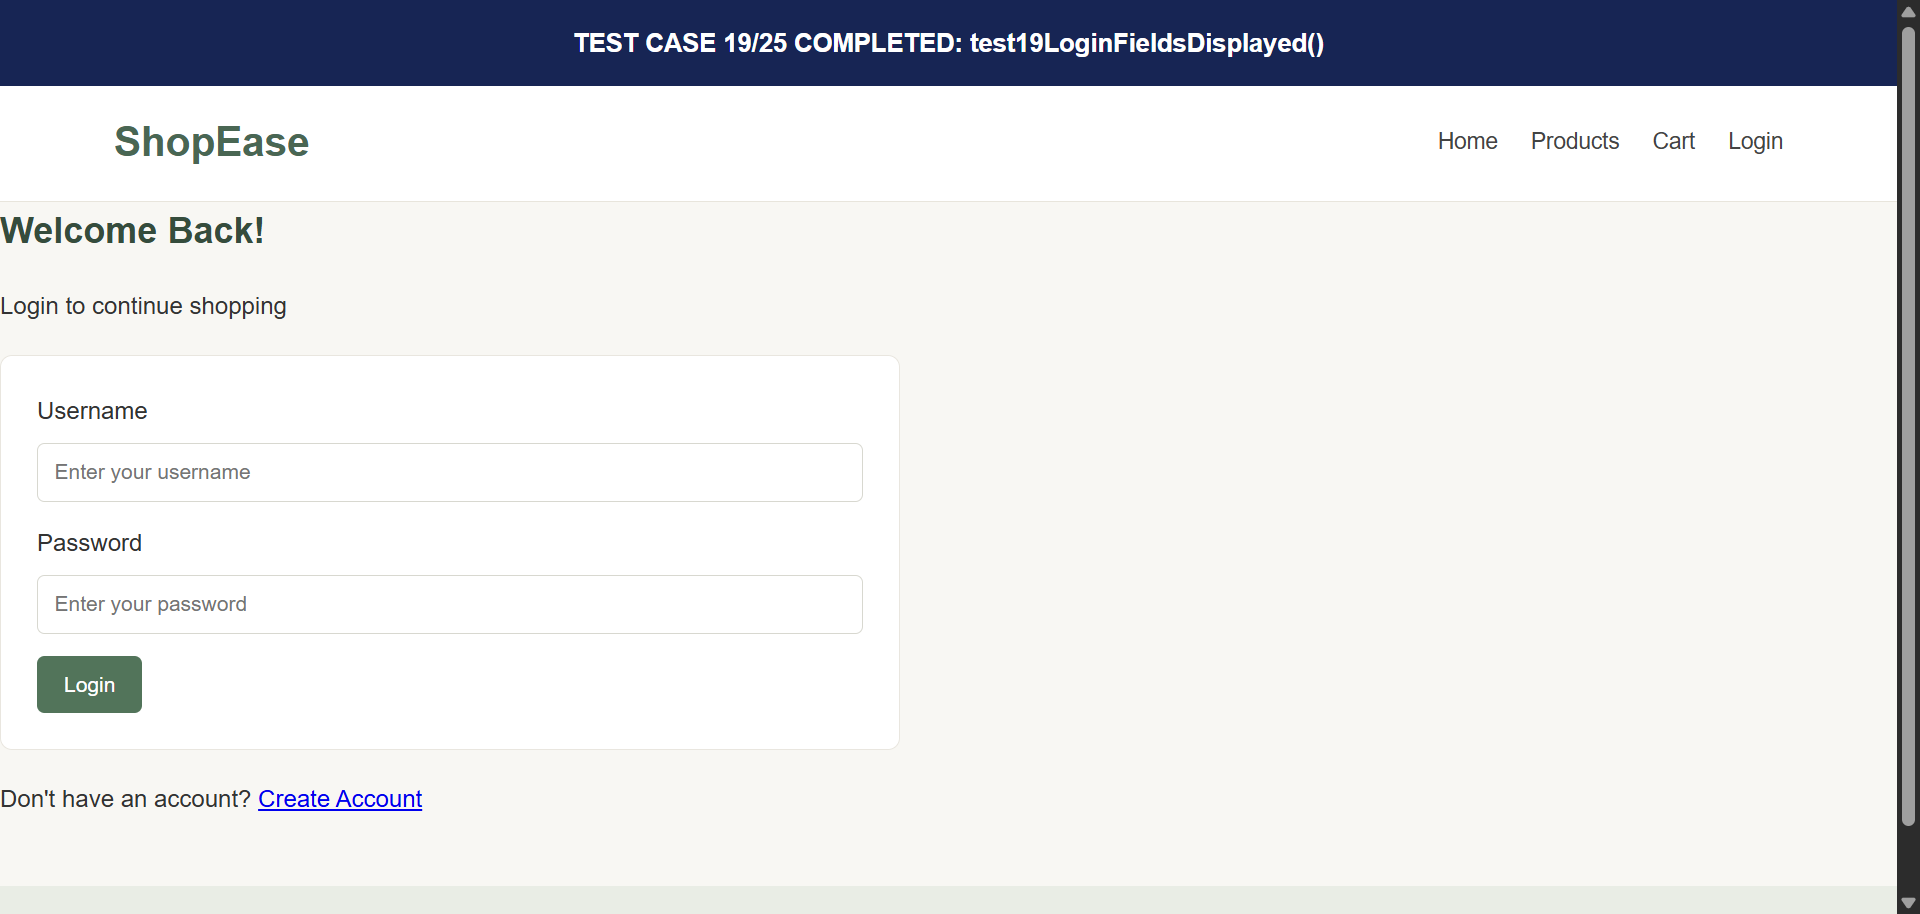 TEST CASE 19/25 COMPLETED: test19LoginFieldsDisplayed()
ShopEase
Home Products Cart Login
Welcome Back!
Login to continue shopping
Username
Enter your username
Password
Enter your password
Login
Don't have an account? Create Account